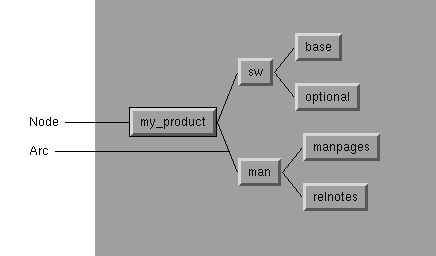 base
sw
optional
Node
my_product
Arc
manpages
man
relnotes